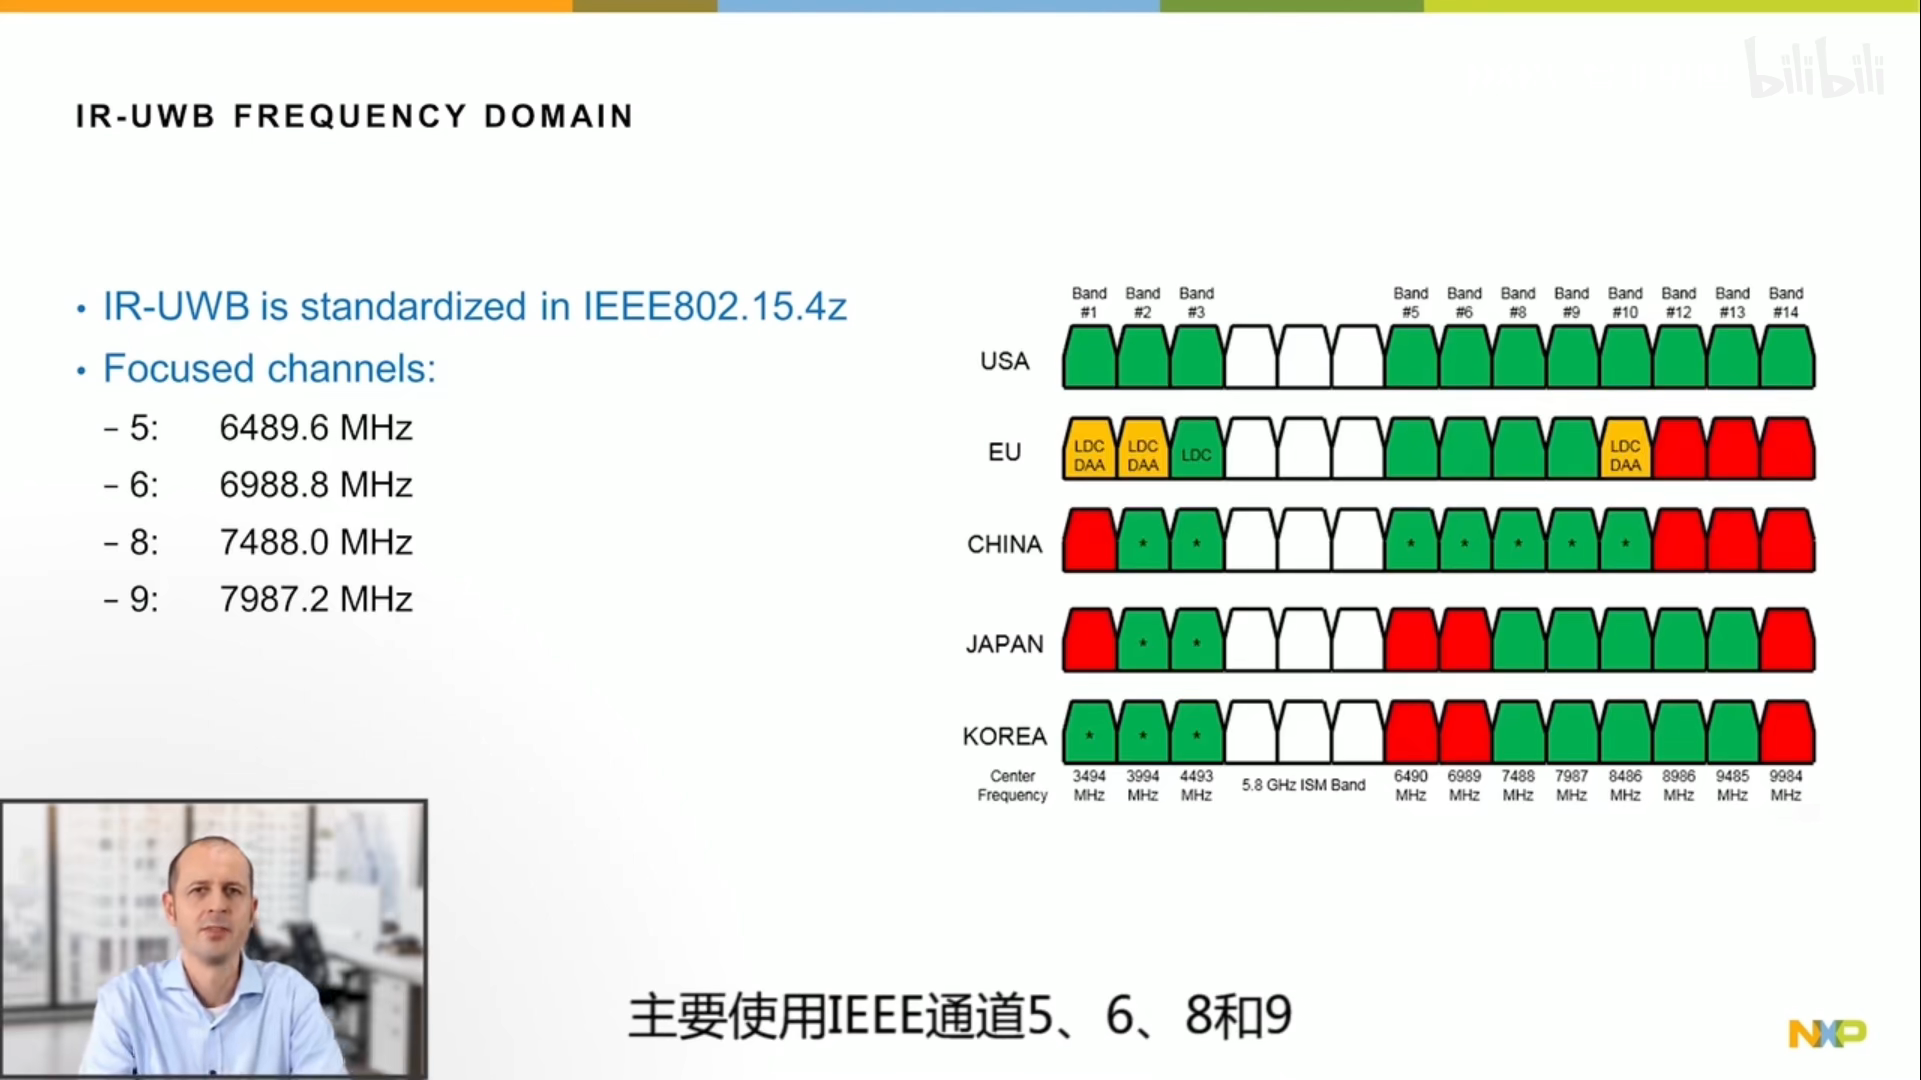 bilibili
IR-UWB FREQUENCY DOMAIN
• IR-UWB is standardized in IEEE802.15.4z
• Focused channels:
– 5: 6489.6 MHz
– 6: 6988.8 MHz
– 8: 7488.0 MHz
– 9: 7987.2 MHz
Band Band Band Band Band Band Band Band Band Band Band
#1 #2 #3 #5 #6 #8 #9 #10 #12 #13 #14
USA
EU
LDC LDC LDC LDC
DAA DAA DAA
CHINA
* * * * * * *
JAPAN
* *
KOREA
* * *
Center 3494 3994 4493 5.8 GHz ISM Band 6490 6989 7488 7987 8486 8986 9485 9984
Frequency MHz MHz MHz MHz MHz MHz MHz MHz MHz MHz MHz
主要使用IEEE通道5、6、8和9
NXP